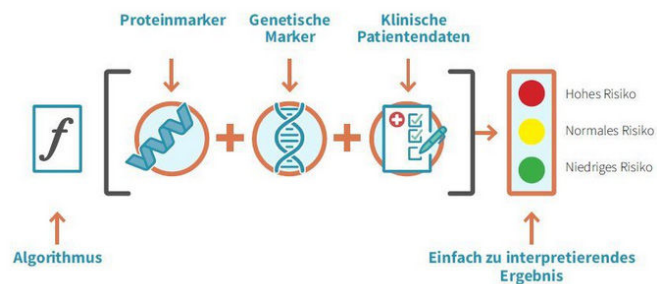 Proteinmarker
Genetische
Marker
Klinische
Patientendaten
f
Hohes Risiko
Normales Risiko
Niedriges Risiko
Algorithmus
Einfach zu interpretierendes
Ergebnis